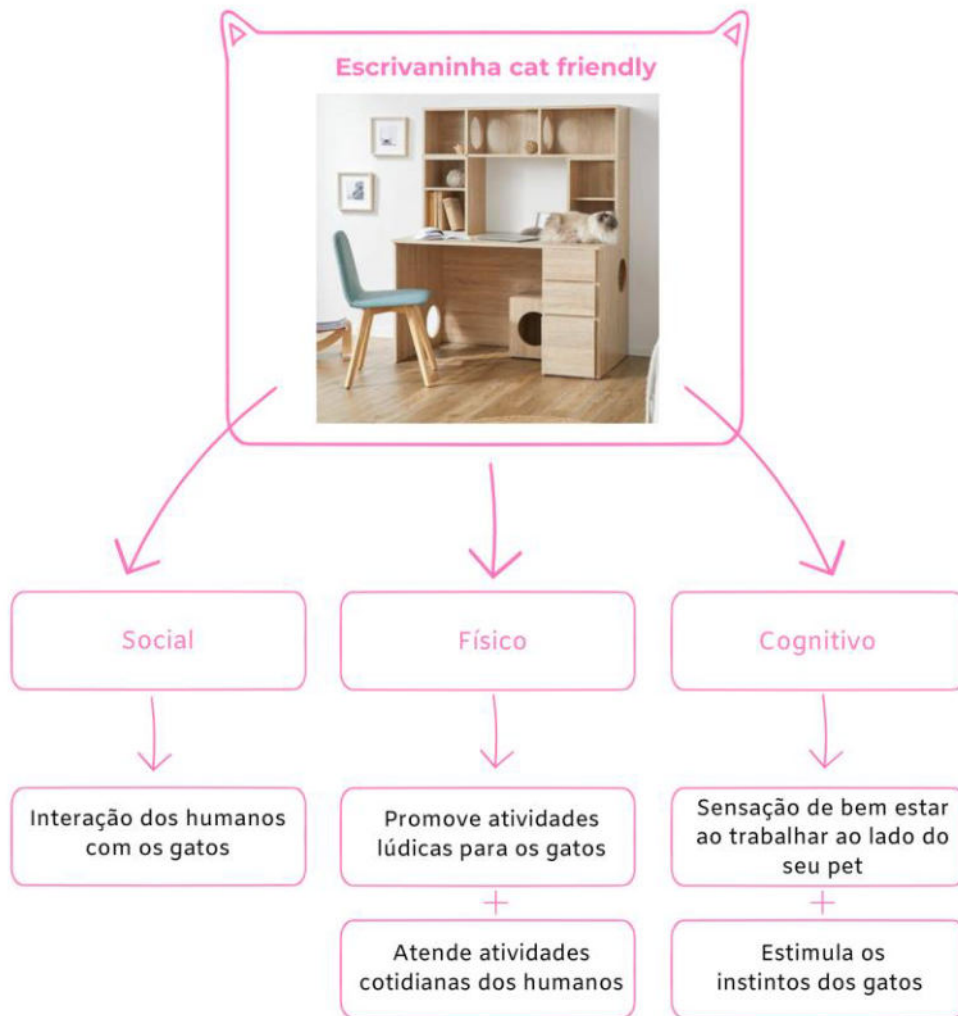 Escrivaninha cat friendly
Social
Físico
Cognitivo
Interação dos humanos
com os gatos
Promove atividades
lúdicas para os gatos
Sensação de bem estar
ao trabalhar ao lado do
seu pet
+
+
Atende atividades
cotidianas dos humanos
Estimula os
instintos dos gatos